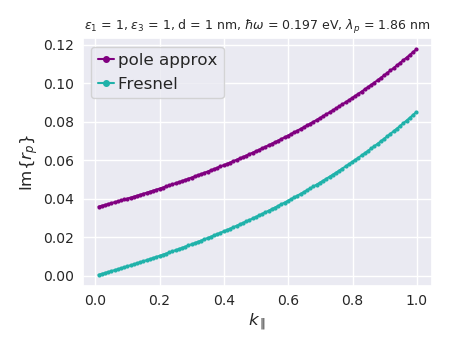 ε₁ = 1, ε₃ = 1, d = 1 nm, ħω = 0.197 eV, λₚ = 1.86 nm
pole approx
Fresnel
Im{rₚ}
0.12
0.10
0.08
0.06
0.04
0.02
0.00
0.0 0.2 0.4 0.6 0.8 1.0
k∥